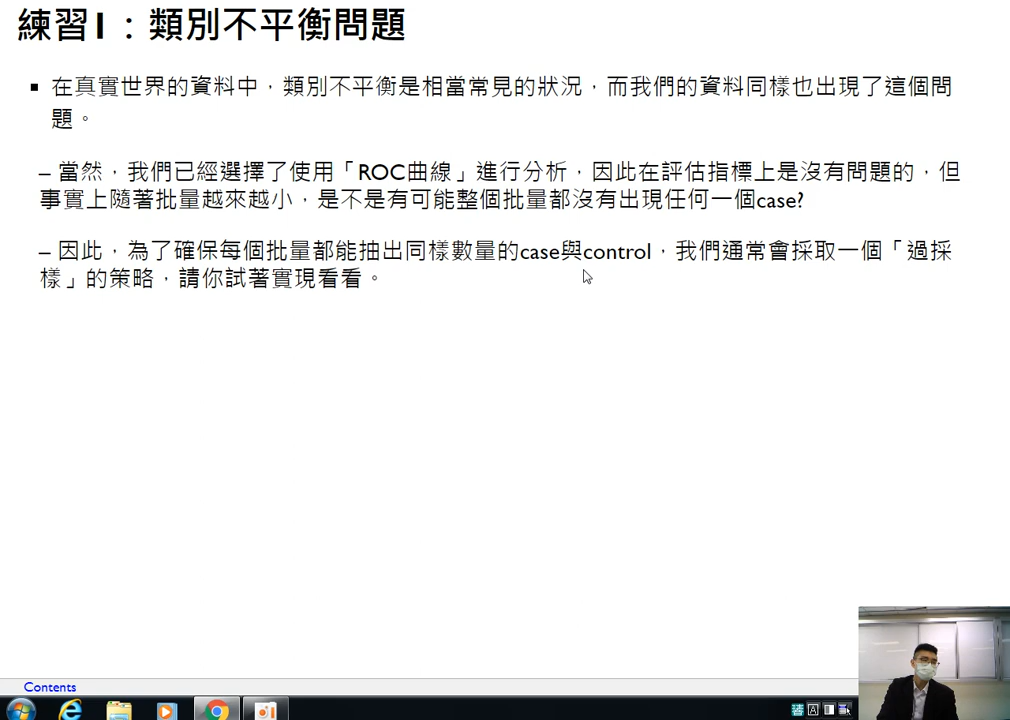 練習1：類別不平衡問題
▪ 在真實世界的資料中，類別不平衡是相當常見的狀況，而我們的資料同樣也出現了這個問
題。
– 當然，我們已經選擇了使用「ROC曲線」進行分析，因此在評估指標上是沒有問題的，但
事實上隨著批量越來越小，是不是有可能整個批量都沒有出現任何一個case?
– 因此，為了確保每個批量都能抽出同樣數量的case與control，我們通常會採取一個「過採
樣」的策略，請你試著實現看看。
Contents